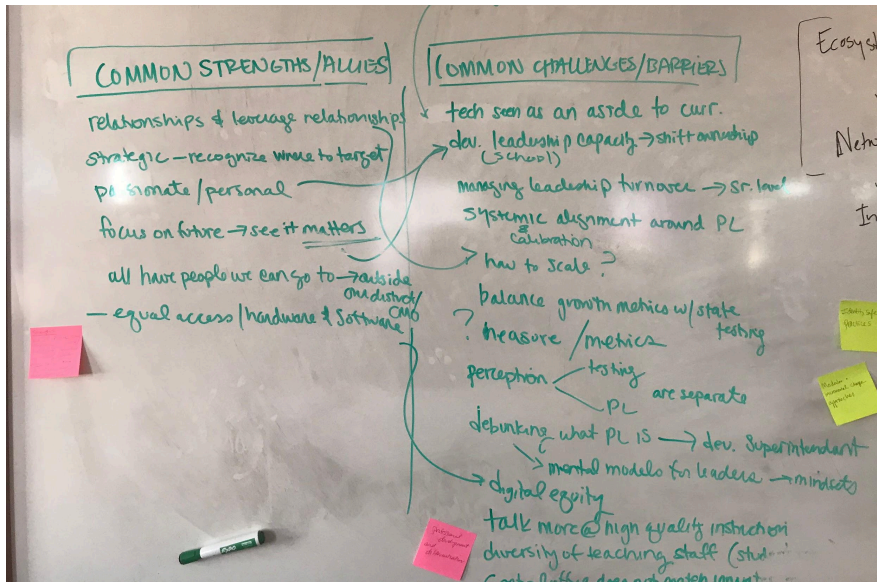 COMMON STRENGTHS/ALLIES
relationships & leverage relationships
strategic – recognize where to target
passionate/personal
focus on future → see it matters
all have people we can go to → outside
our district/
CMO
– equal access/hardware & software
COMMON CHALLENGES/BARRIERS
tech seen as an aside to curr.
dev. leadership capacity → shift ownership
(school)
managing leadership turnover → sr. level
systemic alignment around PL
&
calibration
how to scale?
balance growth metrics w/ state
testing
? measure/metrics
perception
testing
PL
are separate
debunking what PL IS → dev. Superintendant
mental models for leaders → mindsets
digital equity
talk more @ high quality instruction
diversity of teaching staff (stud
Ecosyst
Netw
In